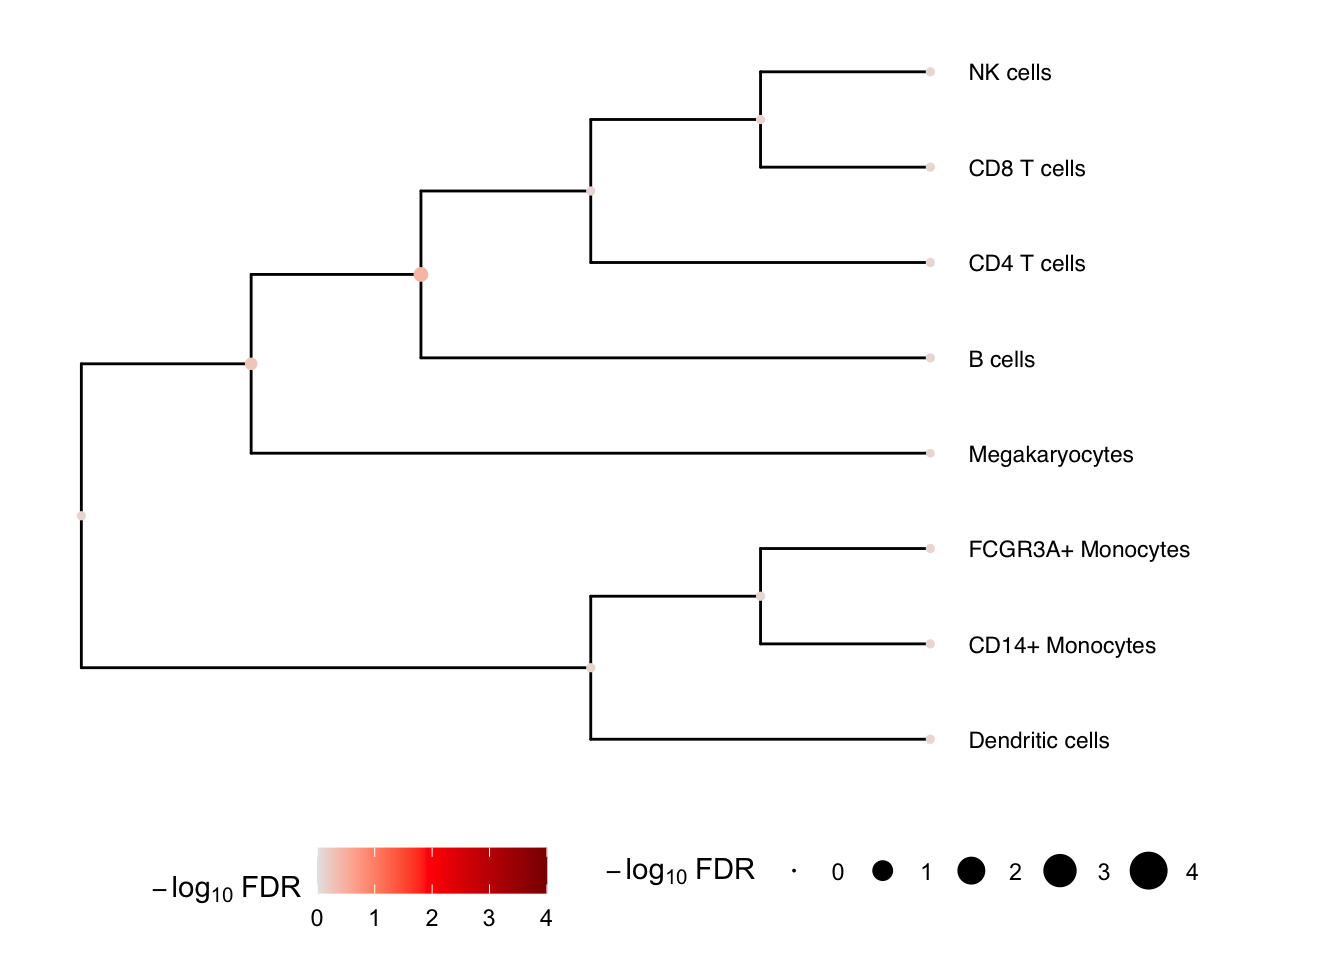 NK cells
CD8 T cells
CD4 T cells
B cells
Megakaryocytes
FCGR3A+ Monocytes
CD14+ Monocytes
Dendritic cells
−log₁₀ FDR
0 1 2 3 4
−log₁₀ FDR 0 1 2 3 4